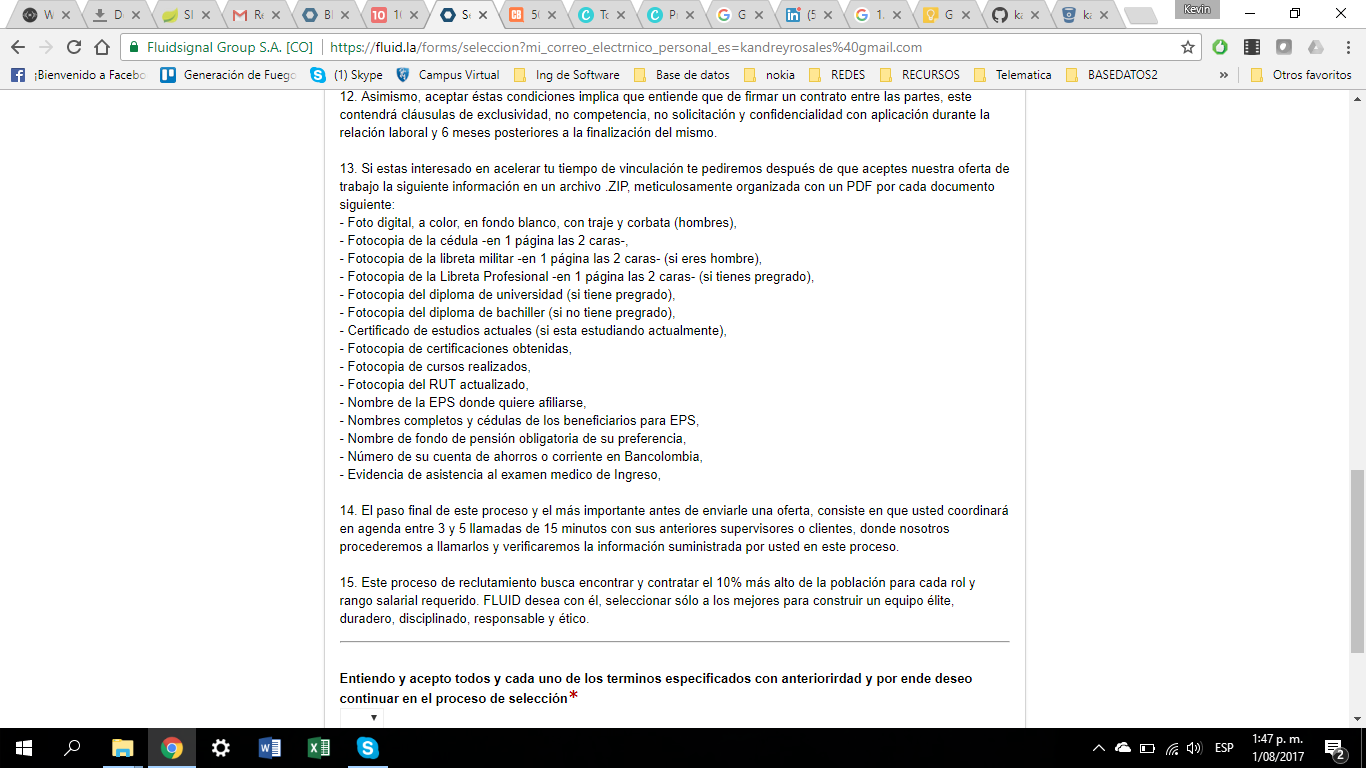 W
D
Sl
Re
Bl
10
1(
Se
CB
5(
To
P
G
in
(5
G
1.
G
ka
ka
Kevin
Fluidsignal Group S.A. [CO]
https://fluid.la/forms/seleccion?mi_correo_electrnico_personal_es=kandreyrosales%40gmail.com
¡Bienvenido a Facebo
Generación de Fuego
(1) Skype
Campus Virtual
Ing de Software
Base de datos
nokia
REDES
RECURSOS
Telematica
BASEDATOS2
»
Otros favoritos
12. Asimismo, aceptar éstas condiciones implica que entiende que de firmar un contrato entre las partes, este
contendrá cláusulas de exclusividad, no competencia, no solicitación y confidencialidad con aplicación durante la
relación laboral y 6 meses posteriores a la finalización del mismo.
13. Si estas interesado en acelerar tu tiempo de vinculación te pediremos después de que aceptes nuestra oferta de
trabajo la siguiente información en un archivo .ZIP, meticulosamente organizada con un PDF por cada documento
siguiente:
- Foto digital, a color, en fondo blanco, con traje y corbata (hombres),
- Fotocopia de la cédula -en 1 página las 2 caras-,
- Fotocopia de la libreta militar -en 1 página las 2 caras- (si eres hombre),
- Fotocopia de la Libreta Profesional -en 1 página las 2 caras- (si tienes pregrado),
- Fotocopia del diploma de universidad (si tiene pregrado),
- Fotocopia del diploma de bachiller (si no tiene pregrado),
- Certificado de estudios actuales (si esta estudiando actualmente),
- Fotocopia de certificaciones obtenidas,
- Fotocopia de cursos realizados,
- Fotocopia del RUT actualizado,
- Nombre de la EPS donde quiere afiliarse,
- Nombres completos y cédulas de los beneficiarios para EPS,
- Nombre de fondo de pensión obligatoria de su preferencia,
- Número de su cuenta de ahorros o corriente en Bancolombia,
- Evidencia de asistencia al examen medico de Ingreso,
14. El paso final de este proceso y el más importante antes de enviarle una oferta, consiste en que usted coordinará
en agenda entre 3 y 5 llamadas de 15 minutos con sus anteriores supervisores o clientes, donde nosotros
procederemos a llamarlos y verificaremos la información suministrada por usted en este proceso.
15. Este proceso de reclutamiento busca encontrar y contratar el 10% más alto de la población para cada rol y
rango salarial requerido. FLUID desea con él, seleccionar sólo a los mejores para construir un equipo élite,
duradero, disciplinado, responsable y ético.
Entiendo y acepto todos y cada uno de los terminos especificados con anteriorirdad y por ende deseo
continuar en el proceso de selección*
ESP
1:47 p. m.
1/08/2017
2